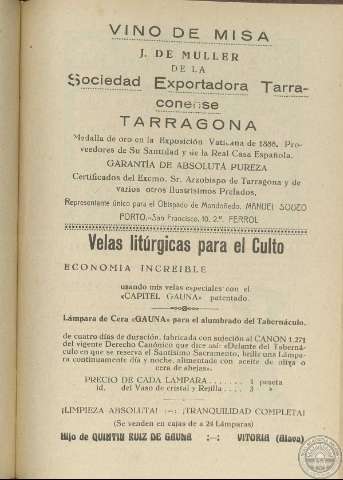 VINO DE MISA
J. DE MULLER
DE LA
Sociedad Exportadora Tarra-
conense
TARRAGONA
Medalla de oro en la Exposición Vaticana de 1888. Pro-
veedores de Su Santidad y de la Real Casa Española.
GARANTÍA DE ABSOLUTA PUREZA
Certificados del Excmo. Sr. Arzobispo de Tarragona y de
varios otros Ilustrísimos Prelados.
Representante único para el Obispado de Mondoñedo. MANUEL SOUZO
PORTO.-San Francisco, 10, 2.º FERROL
Velas litúrgicas para el Culto
ECONOMIA INCREIBLE
usando mis velas especiales con el
«CAPITEL GAUNA» patentado.
Lámpara de Cera «GAUNA» para el alumbrado del Tabernáculo,
de cuatro días de duración, fabricada con sujeción al CANON 1.271
del vigente Derecho Canónico que dice así: «Delante del Taberná-
culo en que se reserva el Santísimo Sacramento, brille una Lámpa-
ra continuamente día y noche, alimentada con aceite de oliva o
cera de abejas».
PRECIO DE CADA LAMPARA ..... 1 peseta
id. del Vaso de cristal y Rejilla .... 3 »
¡LIMPIEZA ABSOLUTA! :—: ¡TRANQUILIDAD COMPLETA!
(Se venden en cajas de a 24 Lámparas)
Hijo de QUINTIN RUIZ DE GAUNA :—: VITORIA (Alava)